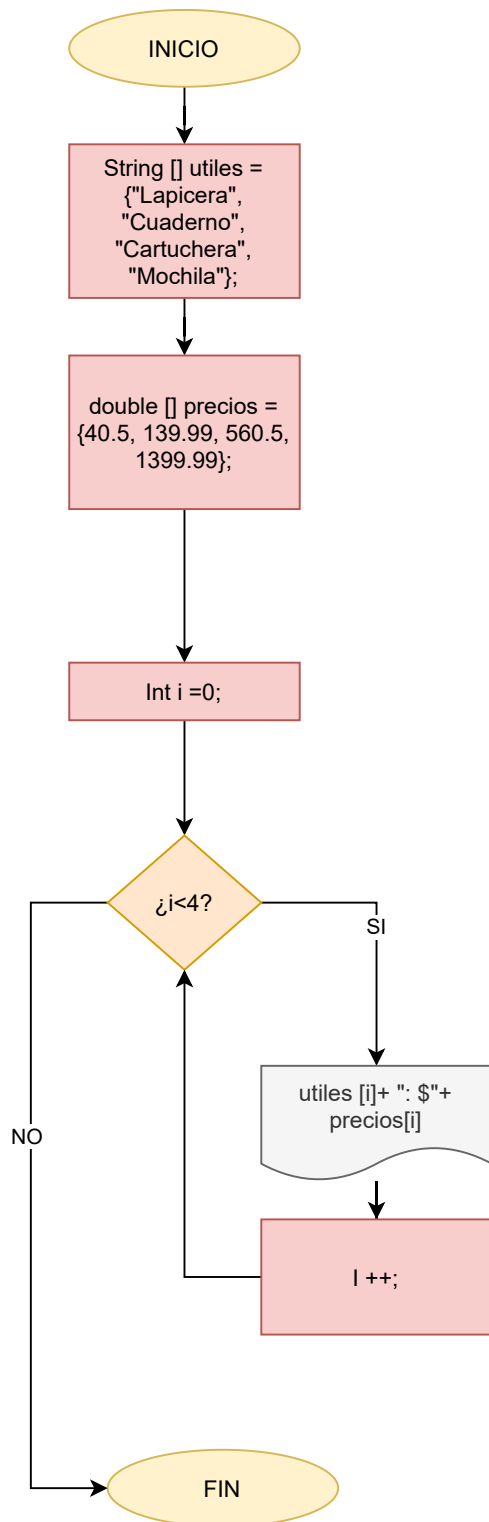 INICIO
String [] utiles =
{"Lapicera",
"Cuaderno",
"Cartuchera",
"Mochila"};
double [] precios =
{40.5, 139.99, 560.5,
1399.99};
Int i =0;
¿i<4?
SI
utiles [i]+ ": $"+
precios[i]
NO
I ++;
FIN